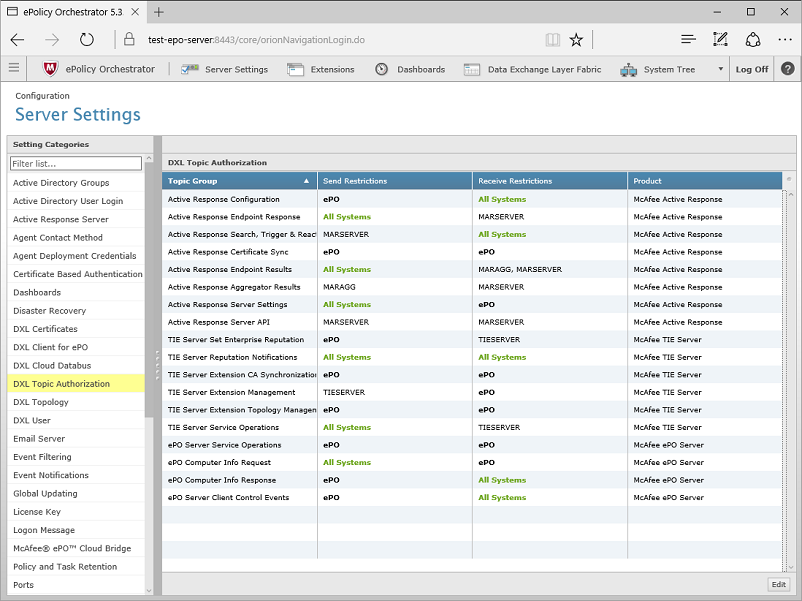 ePolicy Orchestrator 5.3.
test-epo-server:8443/core/orionNavigationLogin.do
ePolicy Orchestrator Server Settings Extensions Dashboards Data Exchange Layer Fabric System Tree Log Off ?
Configuration
Server Settings
Setting Categories
Filter list...
Active Directory Groups
Active Directory User Login
Active Response Server
Agent Contact Method
Agent Deployment Credentials
Certificate Based Authentication
Dashboards
Disaster Recovery
DXL Certificates
DXL Client for ePO
DXL Cloud Databus
DXL Topic Authorization
DXL Topology
DXL User
Email Server
Event Filtering
Event Notifications
Global Updating
License Key
Logon Message
McAfee® ePO™ Cloud Bridge
Policy and Task Retention
Ports
DXL Topic Authorization
Topic Group Send Restrictions Receive Restrictions Product
Active Response Configuration ePO All Systems McAfee Active Response
Active Response Endpoint Response All Systems MARSERVER McAfee Active Response
Active Response Search, Trigger & Reac MARSERVER All Systems McAfee Active Response
Active Response Certificate Sync ePO ePO McAfee Active Response
Active Response Endpoint Results All Systems MARAGG, MARSERVER McAfee Active Response
Active Response Aggregator Results MARAGG MARSERVER McAfee Active Response
Active Response Server Settings All Systems ePO McAfee Active Response
Active Response Server API MARSERVER MARSERVER McAfee Active Response
TIE Server Set Enterprise Reputation ePO TIESERVER McAfee TIE Server
TIE Server Reputation Notifications All Systems All Systems McAfee TIE Server
TIE Server Extension CA Synchronizatio ePO ePO McAfee TIE Server
TIE Server Extension Management TIESERVER ePO McAfee TIE Server
TIE Server Extension Topology Managen ePO ePO McAfee TIE Server
TIE Server Service Operations All Systems TIESERVER McAfee TIE Server
ePO Server Service Operations ePO ePO McAfee ePO Server
ePO Computer Info Request All Systems ePO McAfee ePO Server
ePO Computer Info Response ePO All Systems McAfee ePO Server
ePO Server Client Control Events ePO All Systems McAfee ePO Server
Edit